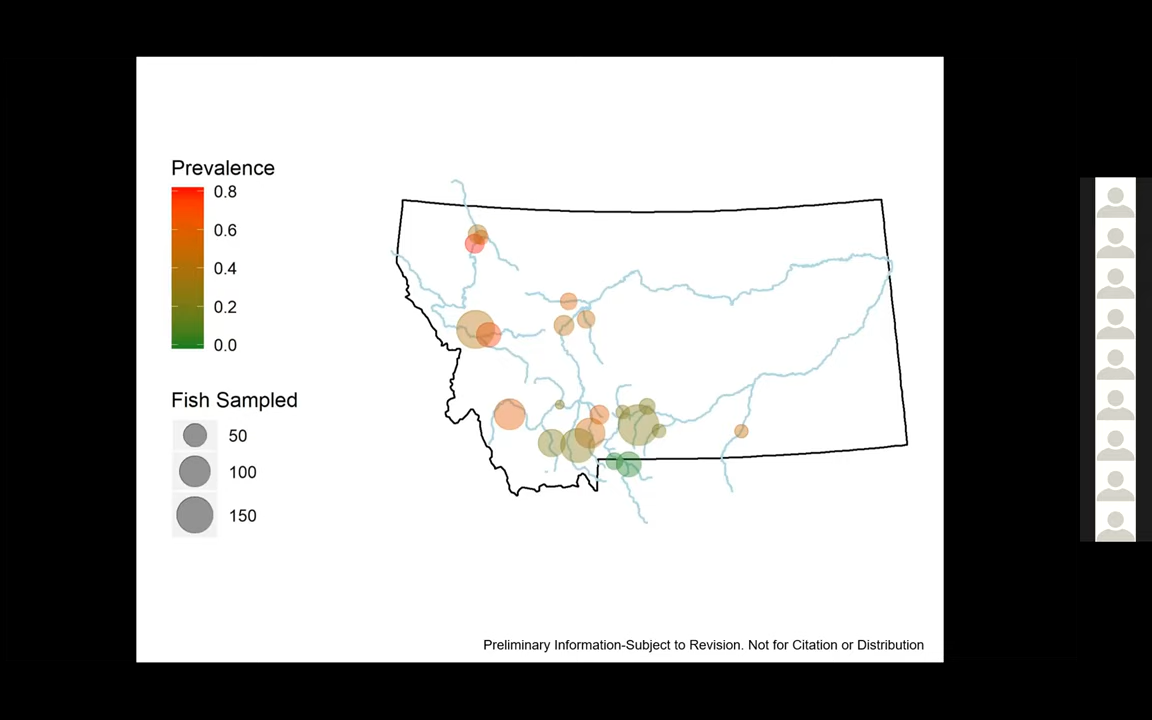 Prevalence
0.8
0.6
0.4
0.2
0.0
Fish Sampled
50
100
150
Preliminary Information-Subject to Revision. Not for Citation or Distribution